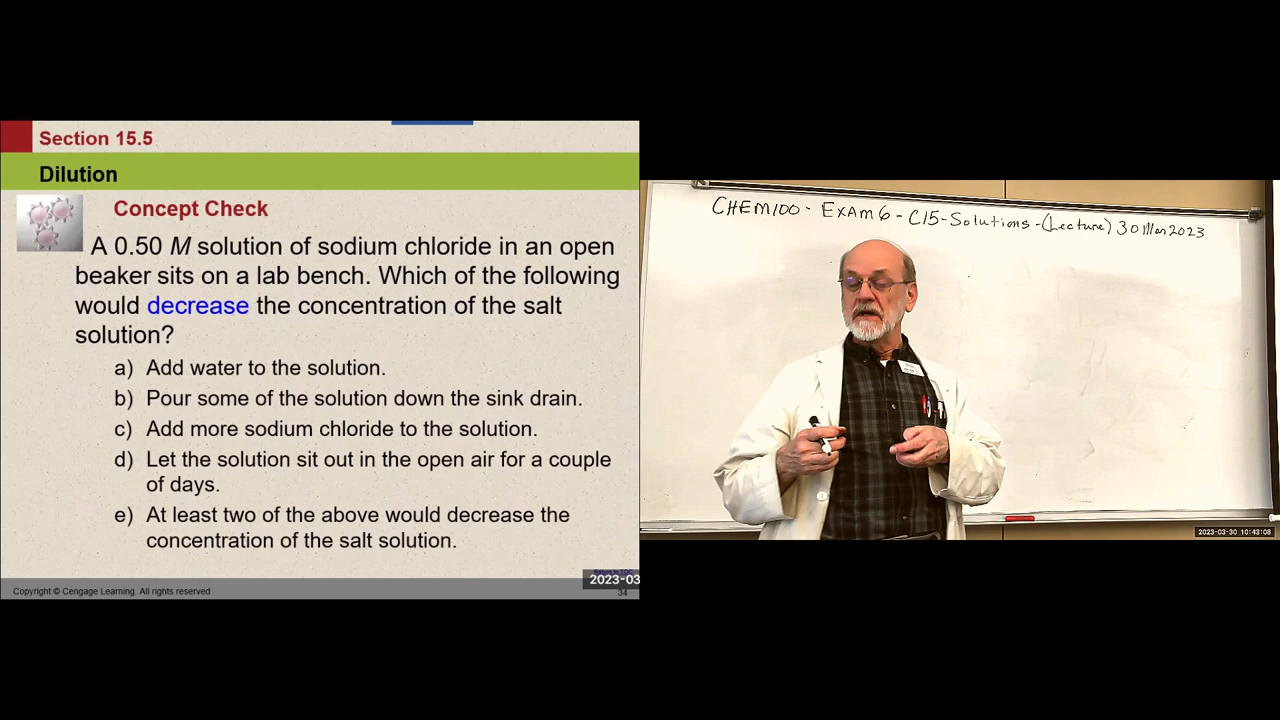 Section 15.5
Dilution
Concept Check
A 0.50 M solution of sodium chloride in an open
beaker sits on a lab bench. Which of the following
would decrease the concentration of the salt
solution?
a) Add water to the solution.
b) Pour some of the solution down the sink drain.
c) Add more sodium chloride to the solution.
d) Let the solution sit out in the open air for a couple
of days.
e) At least two of the above would decrease the
concentration of the salt solution.
2023-03
Copyright © Cengage Learning. All rights reserved
34
CHEM100 - EXAM 6 - C15 - Solutions - (Lecture) 30 Mar 2023
2023-03-30 10:43:08